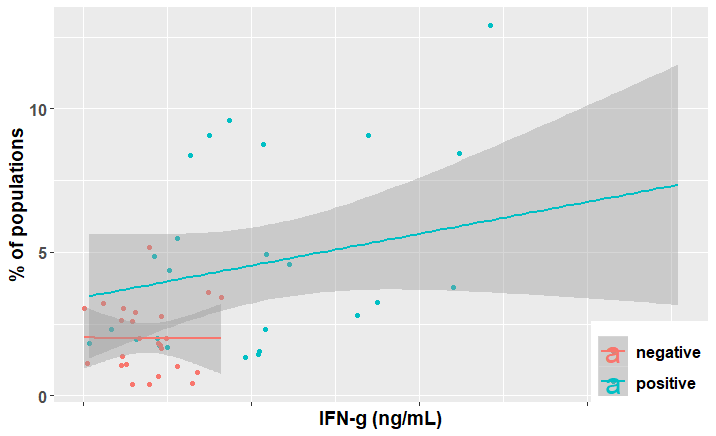 % of populations
10
5
0
IFN-g (ng/mL)
a negative
a positive